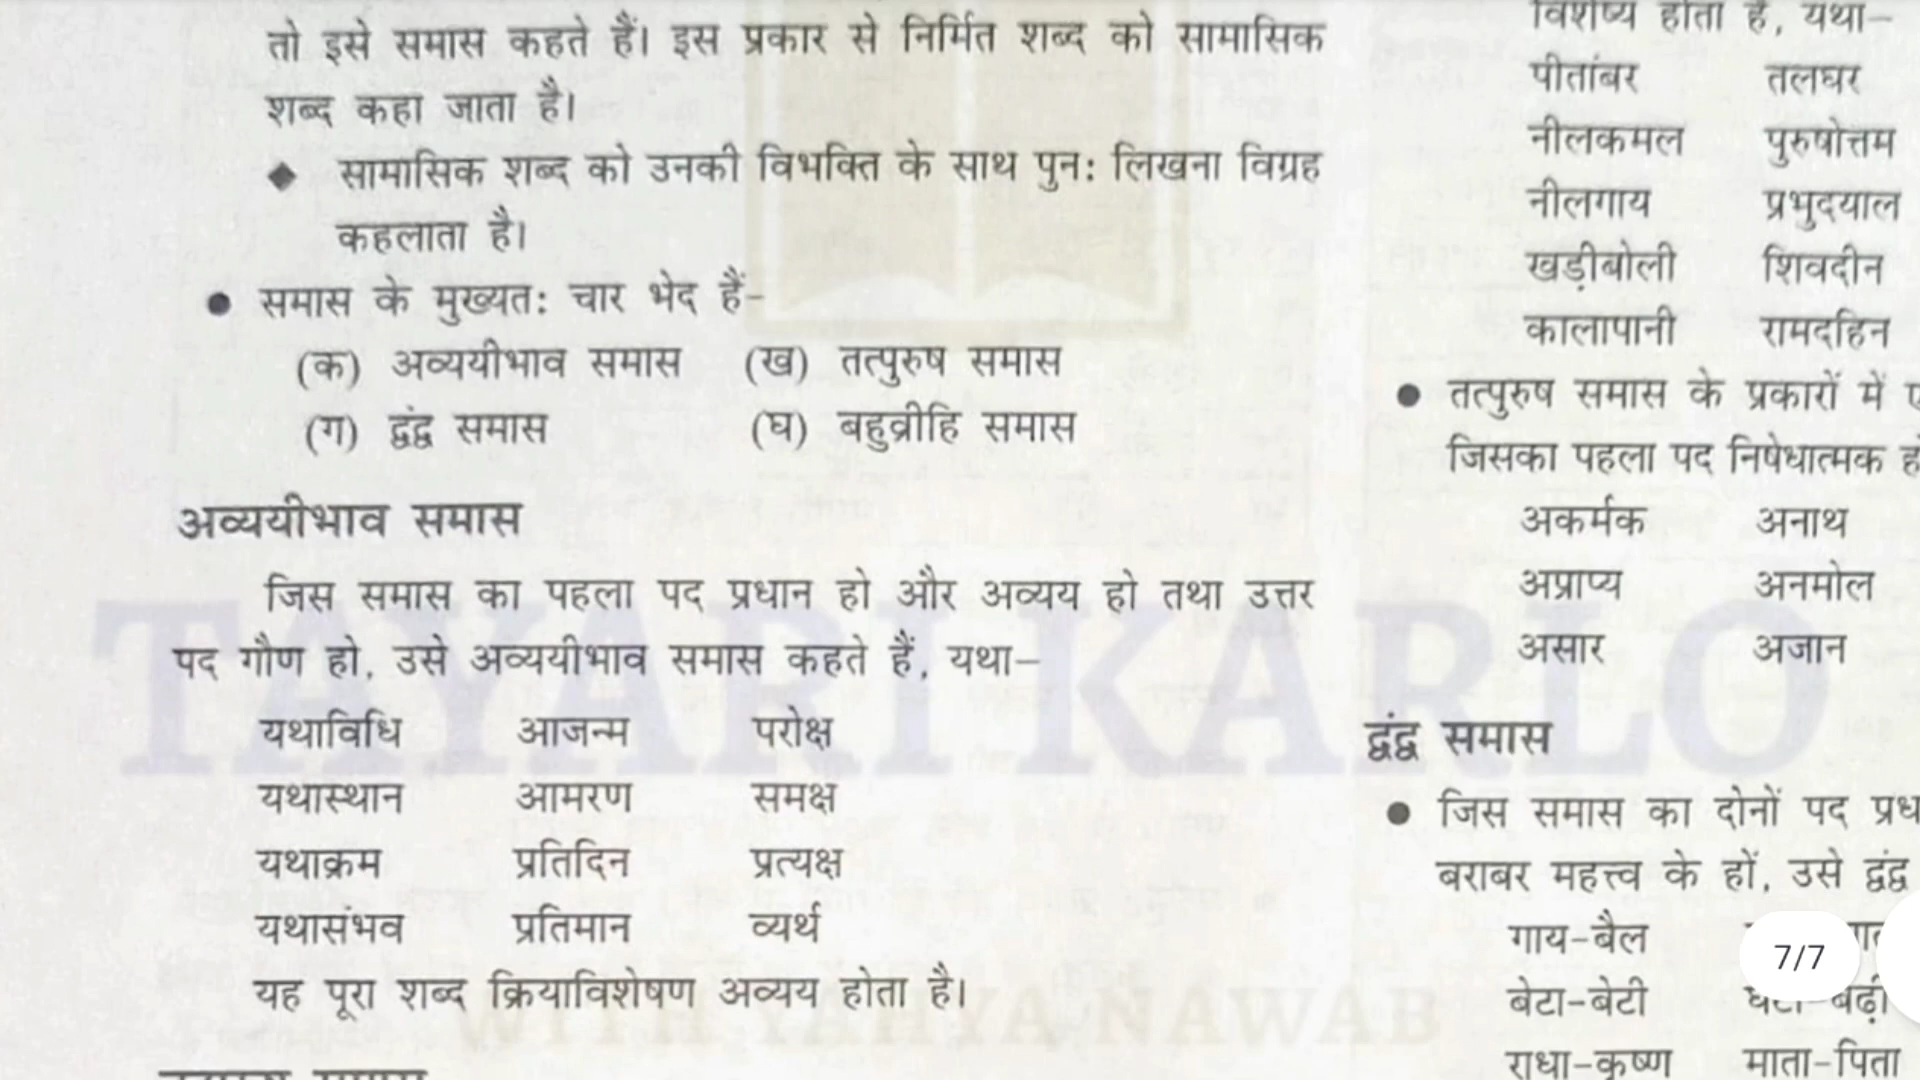 तो इसे समास कहते हैं। इस प्रकार से निर्मित शब्द को सामासिक
शब्द कहा जाता है।
◆ सामासिक शब्द को उनकी विभक्ति के साथ पुनः लिखना विग्रह
कहलाता है।
● समास के मुख्यतः चार भेद हैं-
(क) अव्ययीभाव समास (ख) तत्पुरुष समास
(ग) द्वंद्व समास (घ) बहुव्रीहि समास
अव्ययीभाव समास
जिस समास का पहला पद प्रधान हो और अव्यय हो तथा उत्तर
पद गौण हो, उसे अव्ययीभाव समास कहते हैं, यथा–
यथाविधि आजन्म परोक्ष
यथास्थान आमरण समक्ष
यथाक्रम प्रतिदिन प्रत्यक्ष
यथासंभव प्रतिमान व्यर्थ
यह पूरा शब्द क्रियाविशेषण अव्यय होता है।
विशेष्य होता है, यथा–
पीतांबर तलघर
नीलकमल पुरुषोत्तम
नीलगाय प्रभुदयाल
खड़ीबोली शिवदीन
कालापानी रामदहिन
● तत्पुरुष समास के प्रकारों में
जिसका पहला पद निषेधात्मक
अकर्मक अनाथ
अप्राप्य अनमोल
असार अजान
द्वंद्व समास
● जिस समास का दोनों पद
बराबर महत्त्व के हों, उसे द्वंद्व
गाय-बैल
बेटा-बेटी
राधा-कृष्ण माता-पिता
7/7
TAYARI KARLO
WITH YAHYA NAWAB